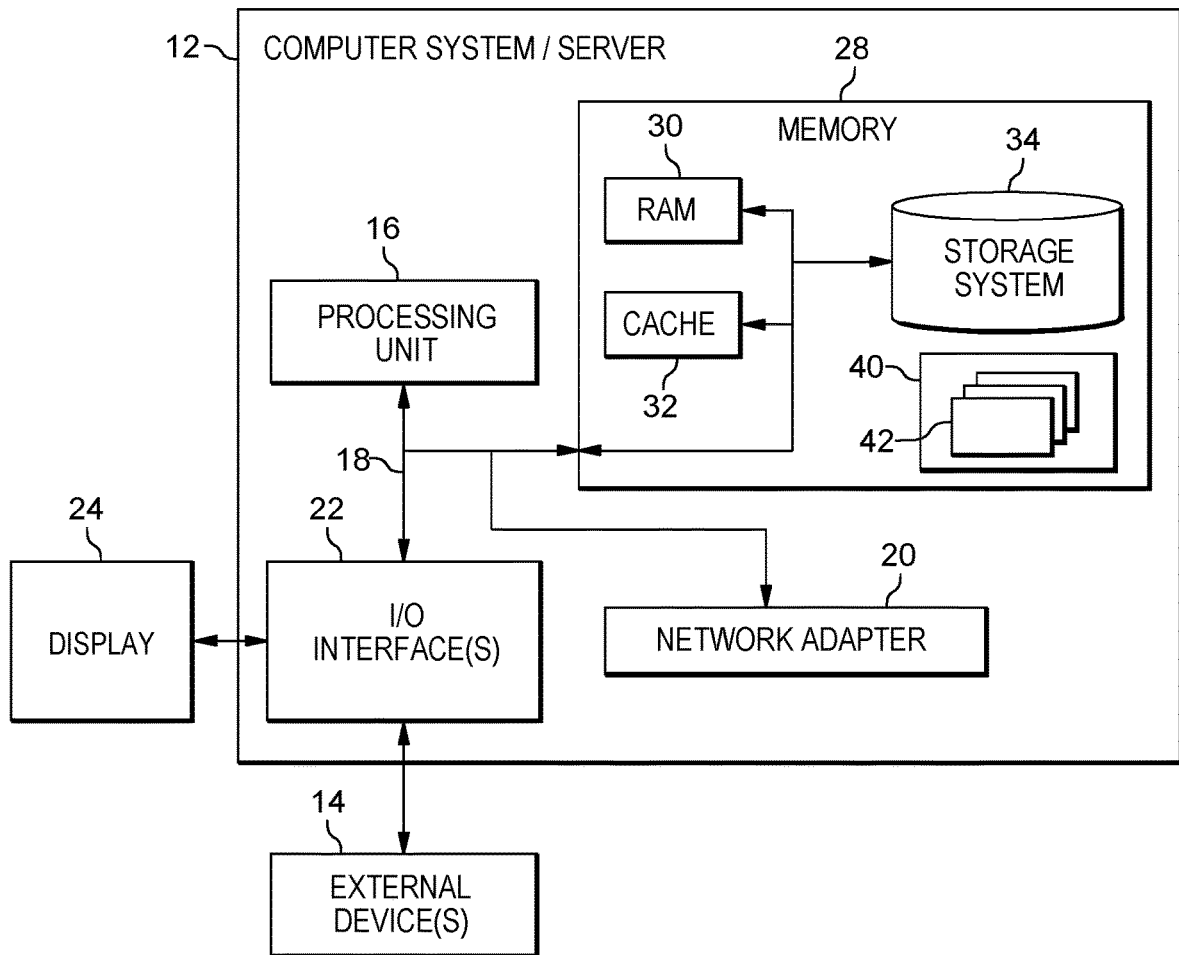 12
COMPUTER SYSTEM / SERVER
28
MEMORY
30
RAM
34
STORAGE
SYSTEM
16
PROCESSING
UNIT
CACHE
32
40
42
18
24
22
DISPLAY
I/O
INTERFACE(S)
20
NETWORK ADAPTER
14
EXTERNAL
DEVICE(S)